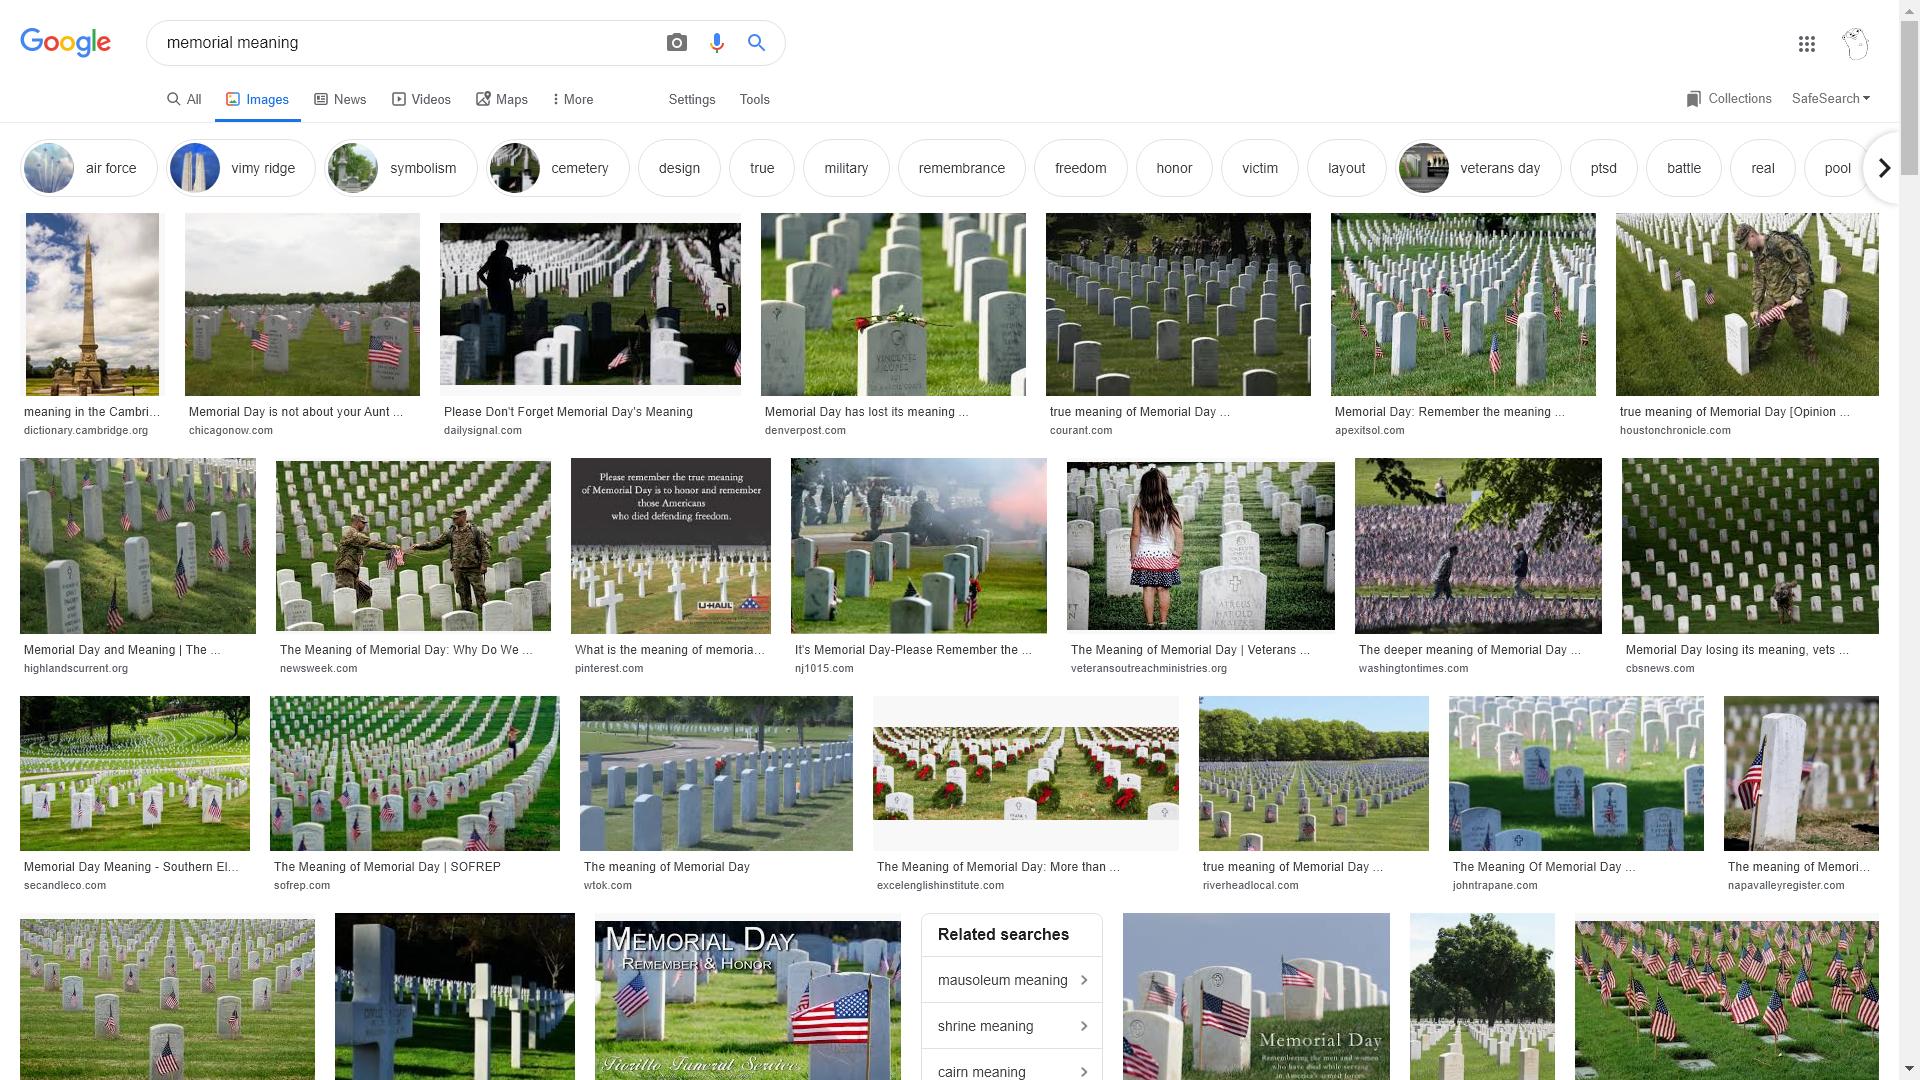 Google
memorial meaning
All
Images
News
Videos
Maps
More
Settings
Tools
Collections
SafeSearch
air force
vimy ridge
symbolism
cemetery
design
true
military
remembrance
freedom
honor
victim
layout
veterans day
ptsd
battle
real
pool
meaning in the Cambri...
dictionary.cambridge.org
Memorial Day is not about your Aunt ...
chicagonow.com
Please Don't Forget Memorial Day's Meaning
dailysignal.com
Memorial Day has lost its meaning ...
denverpost.com
true meaning of Memorial Day ...
courant.com
Memorial Day: Remember the meaning ...
apexitsol.com
true meaning of Memorial Day [Opinion ...
houstonchronicle.com
Please remember the true meaning
of Memorial Day is to honor and remember
those Americans
who died defending freedom.
U-HAUL
Memorial Day and Meaning | The ...
highlandscurrent.org
The Meaning of Memorial Day: Why Do We ...
newsweek.com
What is the meaning of memoria...
pinterest.com
It's Memorial Day-Please Remember the ...
nj1015.com
The Meaning of Memorial Day | Veterans ...
veteransoutreachministries.org
The deeper meaning of Memorial Day ...
washingtontimes.com
Memorial Day losing its meaning, vets ...
cbsnews.com
Memorial Day Meaning - Southern El...
secandleco.com
The Meaning of Memorial Day | SOFREP
sofrep.com
The meaning of Memorial Day
wtok.com
The Meaning of Memorial Day: More than ...
excelenglishinstitute.com
true meaning of Memorial Day ...
riverheadlocal.com
The Meaning Of Memorial Day ...
johntrapane.com
The meaning of Memori...
napavalleyregister.com
MEMORIAL DAY
REMEMBER & HONOR
Fiorillo Funeral Services
Related searches
mausoleum meaning
shrine meaning
cairn meaning
Memorial Day
Remembering the men and women
who have died while serving
in America's armed forces.